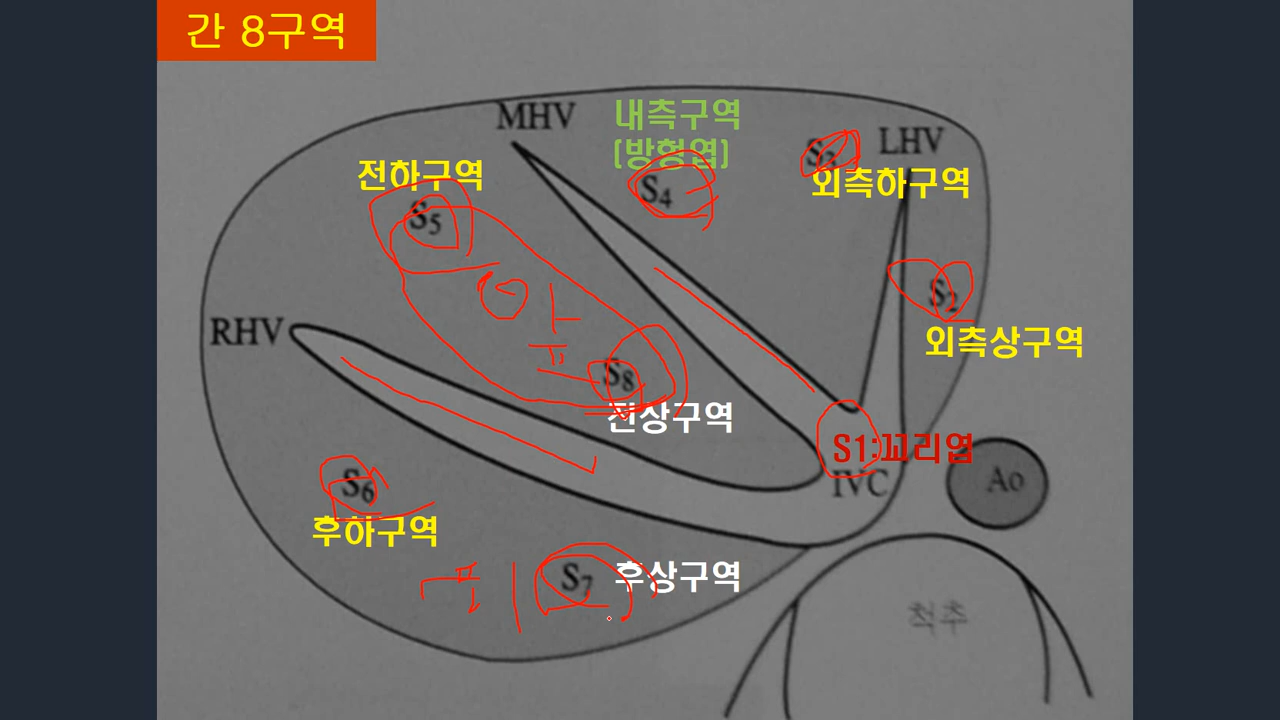 간 8구역
MHV
내측구역
[방형엽]
S3
LHV
외측하구역
전하구역
S4
S5
S2
외측상구역
RHV
앞
S8
전상구역
S1:꼬리엽
IVC
Ao
S6
후하구역
뒤
S7
후상구역
척추